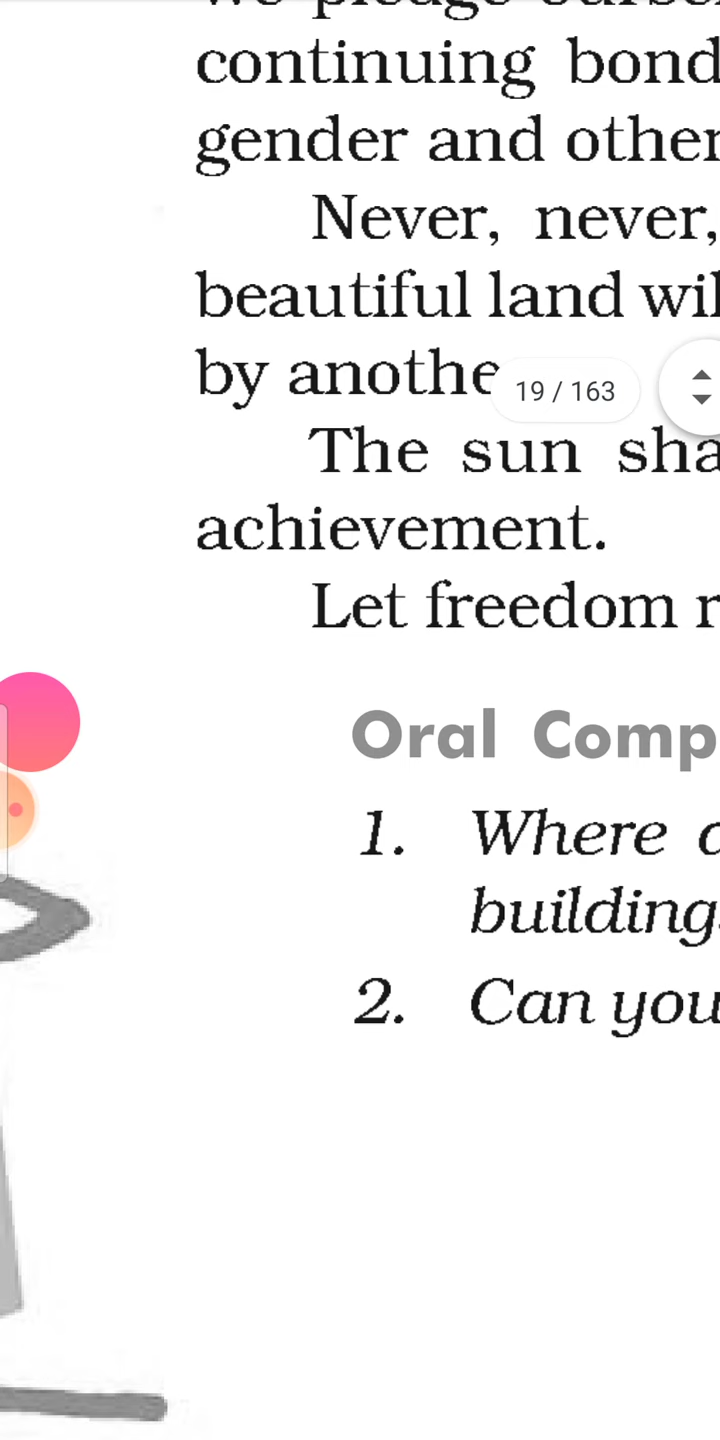 continuing bond
gender and other
Never, never,
beautiful land wil
by anothe
19 / 163
The sun sha
achievement.
Let freedom r
Oral Comp
1. Where
building
2. Can you